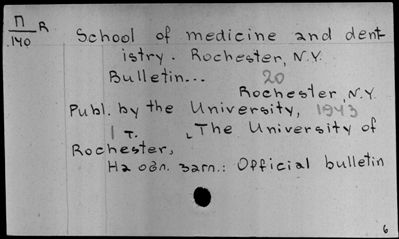 П R
140
School of medicine and dent
istry. Rochester, N.Y.
Bulletin... 20
Rochester, N.Y.
Publ. by the University, 1943
1 т. The University of
Rochester,
На обл. загл.: Official bulletin
6